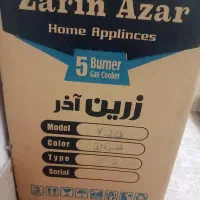 Zarin Azar
Home Applinces
5 Burner
Gas Cooker
زرین آذر
Model
Color
Type
Serial